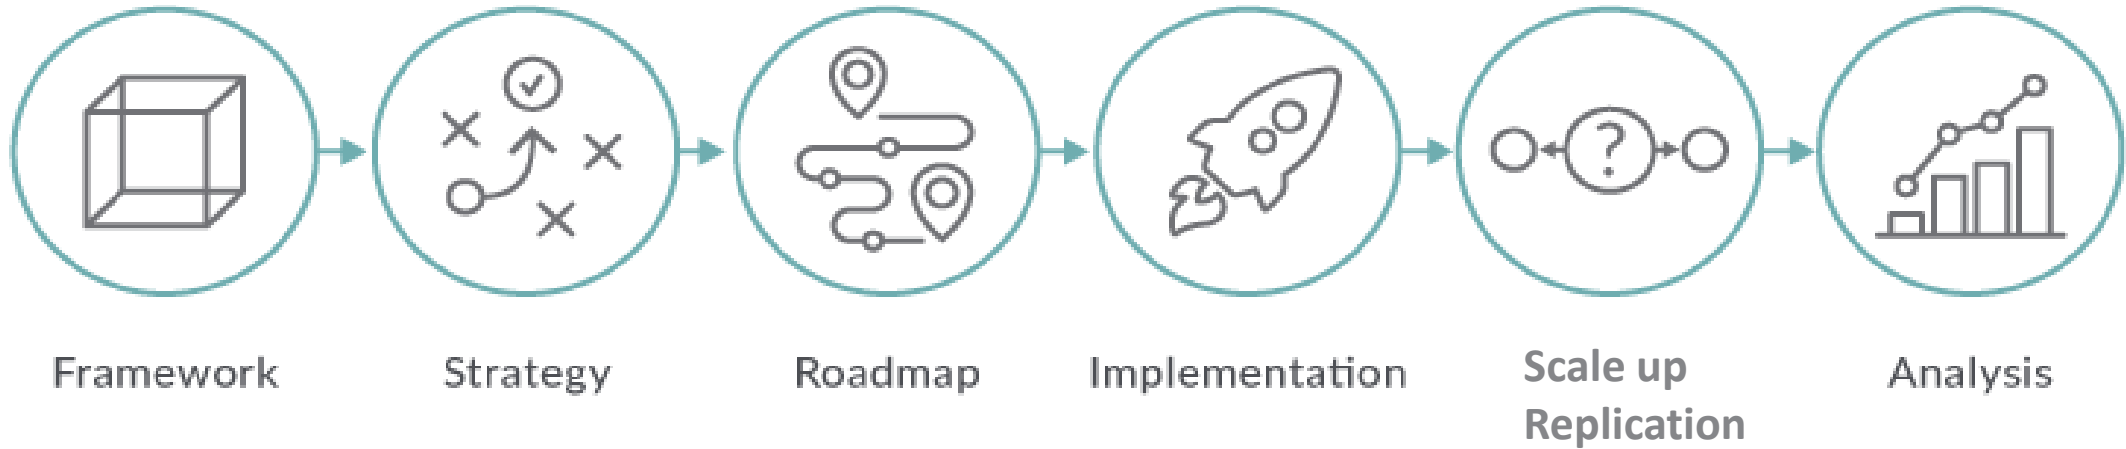 ?
Framework
Strategy
Roadmap
Implementation
Scale up
Replication
Analysis